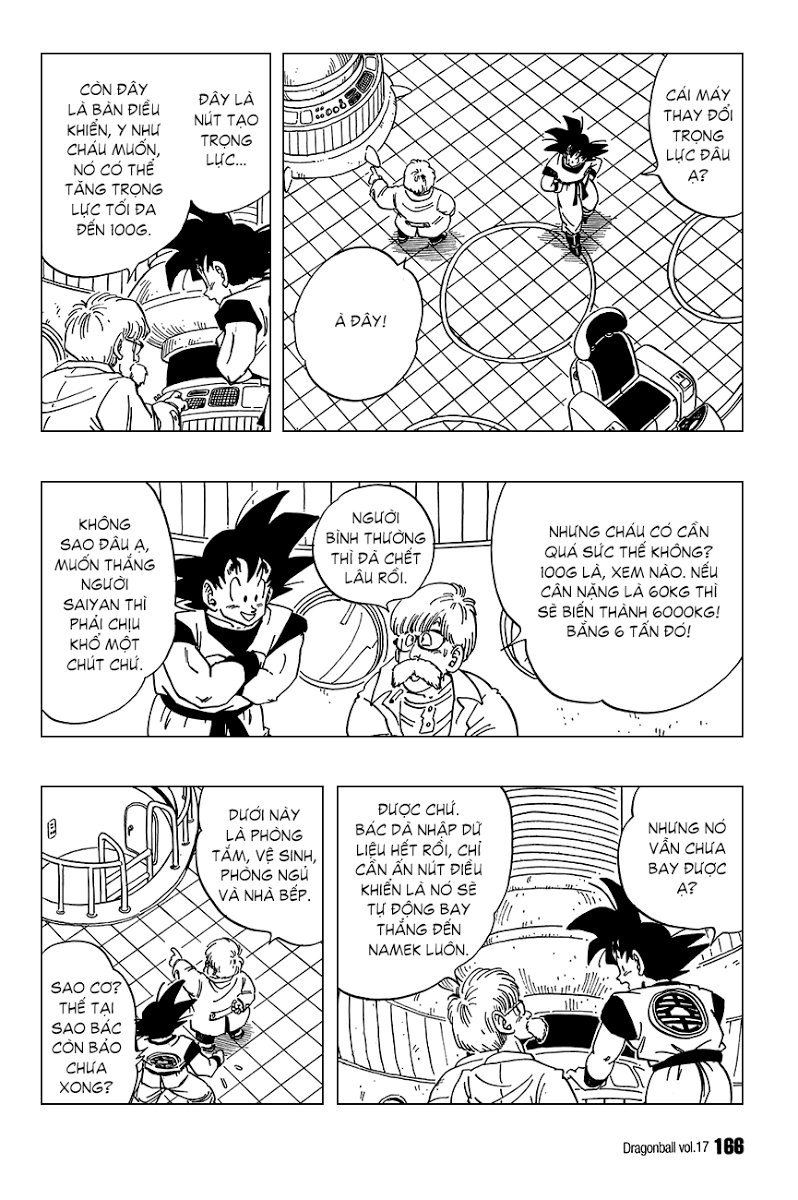 CÁI MÁY
THAY ĐỔI
TRỌNG
LỰC ĐÂU
Ạ?
À ĐÂY!
ĐÂY LÀ
NÚT TẠO
TRỌNG
LỰC...
CÒN ĐÂY
LÀ BẢN ĐIỀU
KHIỂN, Y NHƯ
CHÁU MUỐN,
NÓ CÓ THỂ
TĂNG TRỌNG
LỰC TỐI ĐA
ĐẾN 100G.
NHƯNG CHÁU CÓ CẦN
QUÁ SỨC THẾ KHÔNG?
100G LÀ, XEM NÀO. NẾU
CÂN NẶNG LÀ 60KG THÌ
SẼ BIẾN THÀNH 6000KG!
BẰNG 6 TẤN ĐÓ!
NGƯỜI
BÌNH THƯỜNG
THÌ ĐÃ CHẾT
LÂU RỒI.
KHÔNG
SAO ĐÂU Ạ,
MUỐN THẮNG
NGƯỜI
SAIYAN THÌ
PHẢI CHỊU
KHỔ MỘT
CHÚT CHỨ.
NHƯNG NÓ
VẪN CHƯA
BAY ĐƯỢC
Ạ?
ĐƯỢC CHỨ.
BÁC ĐÃ NHẬP DỮ
LIỆU HẾT RỒI, CHỈ
CẦN ẤN NÚT ĐIỀU
KHIỂN LÀ NÓ SẼ
TỰ ĐỘNG BAY
THẲNG ĐẾN
NAMEK LUÔN.
DƯỚI NÀY
LÀ PHÒNG
TẮM, VỆ SINH,
PHÒNG NGỦ
VÀ NHÀ BẾP.
SAO CƠ?
THẾ TẠI
SAO BÁC
CÒN BẢO
CHƯA
XONG?
Dragonball vol.17 166